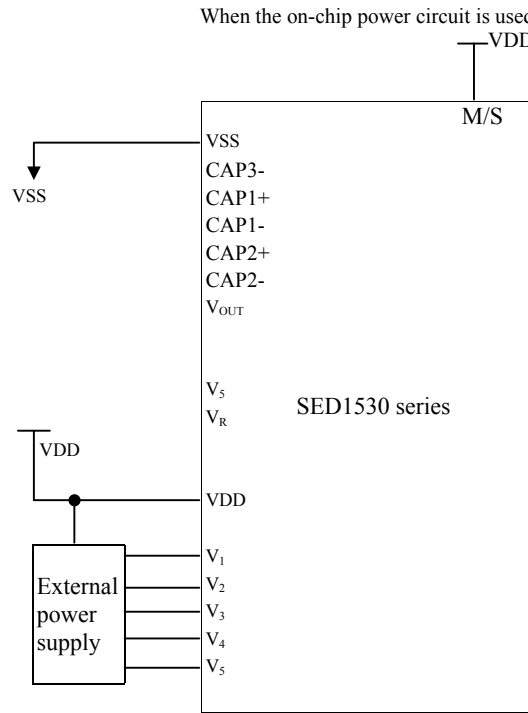 When the on-chip power circuit is used
VDD
M/S
VSS
VSS
CAP3-
CAP1+
CAP1-
CAP2+
CAP2-
VOUT
V5
VR
SED1530 series
VDD
VDD
V1
External
power
supply
V2
V3
V4
V5